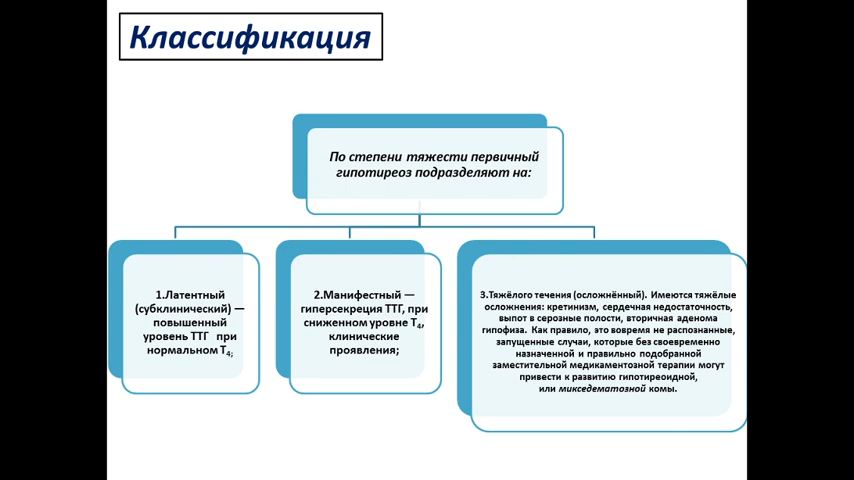 Классификация
По степени тяжести первичный
гипотиреоз подразделяют на:
1.Латентный
(субклинический) —
повышенный
уровень ТТГ при
нормальном Т4;
2.Манифестный —
гиперсекреция ТТГ, при
сниженном уровне Т4,
клинические
проявления;
3.Тяжёлого течения (осложнённый). Имеются тяжёлые
осложнения: кретинизм, сердечная недостаточность,
выпот в серозные полости, вторичная аденома
гипофиза. Как правило, это вовремя не распознанные,
запущенные случаи, которые без своевременно
назначенной и правильно подобранной
заместительной медикаментозной терапии могут
привести к развитию гипотиреоидной,
или микседематозной комы.